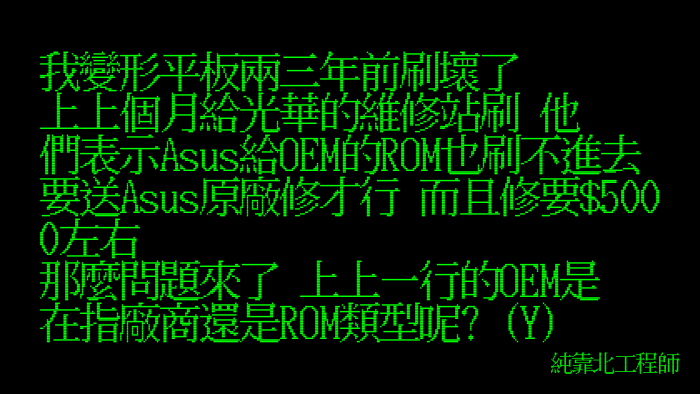 我變形平板兩三年前刷壞了
上上個月給光華的維修站刷 他
們表示Asus給OEM的ROM也刷不進去
要送Asus原廠修才行 而且修要$500
0左右
那麼問題來了 上上一行的OEM是
在指廠商還是ROM類型呢? (Y)
純靠北工程師